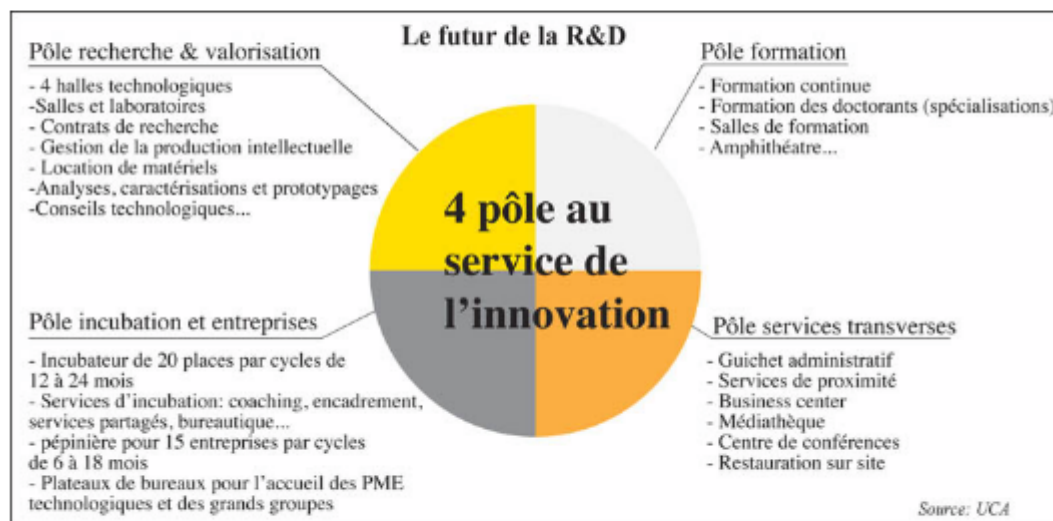 Le futur de la R&D
Pôle recherche & valorisation
- 4 halles technologiques
-Salles et laboratoires
- Contrats de recherche
- Gestion de la production intellectuelle
- Location de matériels
-Analyses, caractérisations et prototypages
-Conseils technologiques...
Pôle formation
- Formation continue
- Formation des doctorants (spécialisations)
- Salles de formation
- Amphithéatre...
4 pôle au
service de
l'innovation
Pôle incubation et entreprises
- Incubateur de 20 places par cycles de
12 à 24 mois
- Services d'incubation: coaching, encadrement,
services partagés, bureautique...
- pépinière pour 15 entreprises par cycles
de 6 à 18 mois
- Plateaux de bureaux pour l'accueil des PME
technologiques et des grands groupes
Pôle services transverses
- Guichet administratif
- Services de proximité
- Business center
- Médiathèque
- Centre de conférences
- Restauration sur site
Source: UCA